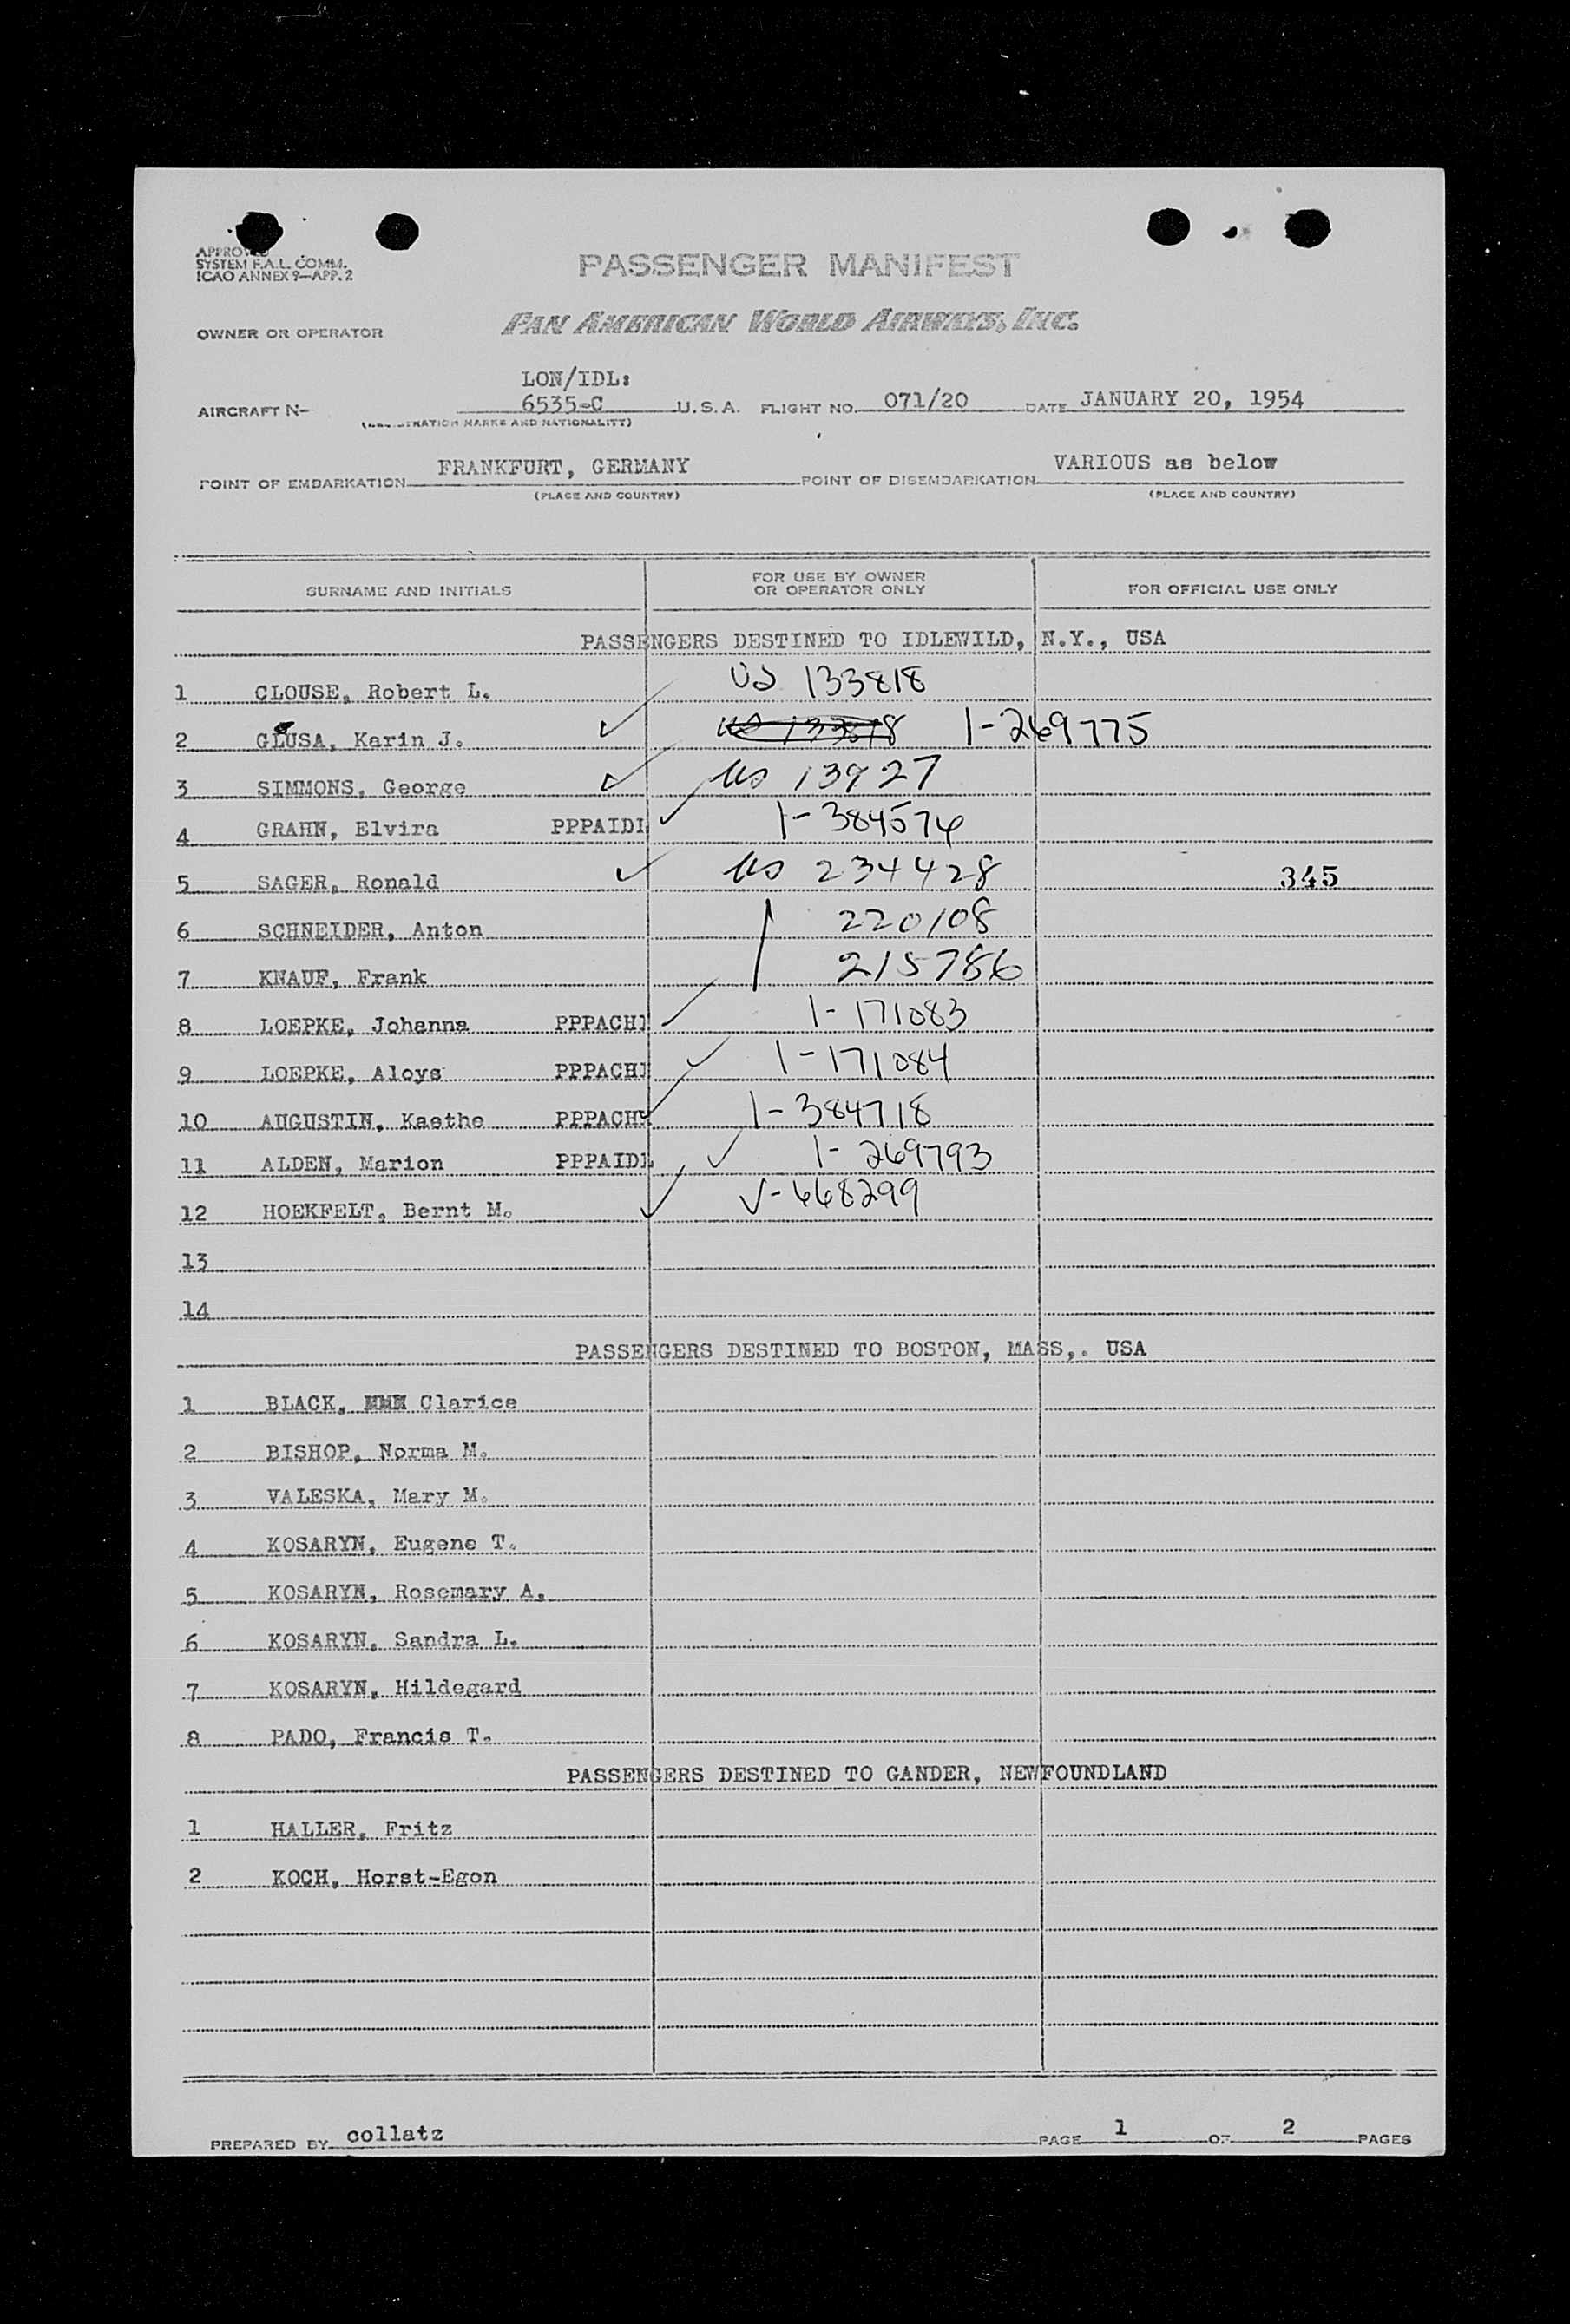 APPROVED
SYSTEM F.A.L. COMM.
ICAO ANNEX 9—APP. 2
PASSENGER MANIFEST
OWNER OR OPERATOR PAN AMERICAN WORLD AIRWAYS, INC.
LON/IDL:
AIRCRAFT N- 6535-C U.S.A. FLIGHT NO. 071/20 DATE JANUARY 20, 1954
(REGISTRATION MARKS AND NATIONALITY)
POINT OF EMBARKATION FRANKFURT, GERMANY POINT OF DISEMBARKATION VARIOUS as below
(PLACE AND COUNTRY) (PLACE AND COUNTRY)
SURNAME AND INITIALS FOR USE BY OWNER OR OPERATOR ONLY FOR OFFICIAL USE ONLY
PASSENGERS DESTINED TO IDLEWILD, N.Y., USA
1 CLOUSE, Robert L. US 133818
2 GLUSA, Karin J. 1-269775
3 SIMMONS, George US 13927
4 GRAHN, Elvira PPPAIDL 1-384576
5 SAGER, Ronald US 234428 345
6 SCHNEIDER, Anton 220108
7 KNAUF, Frank 215786
8 LOEPKE, Johanna PPPACHI 1-171083
9 LOEPKE, Aloys PPPACHI 1-171084
10 AUGUSTIN, Kaethe PPPACHI 1-384718
11 ALDEN, Marion PPPAIDL 1-269793
12 HOEKFELT, Bernt M. V-668299
13
14
PASSENGERS DESTINED TO BOSTON, MASS,. USA
1 BLACK, Clarice
2 BISHOP, Norma M.
3 VALESKA, Mary M.
4 KOSARYN, Eugene T.
5 KOSARYN, Rosemary A.
6 KOSARYN, Sandra L.
7 KOSARYN, Hildegard
8 PADO, Francis T.
PASSENGERS DESTINED TO GANDER, NEWFOUNDLAND
1 HALLER, Fritz
2 KOCH, Horst-Egon
PREPARED BY collatz PAGE 1 OF 2 PAGES